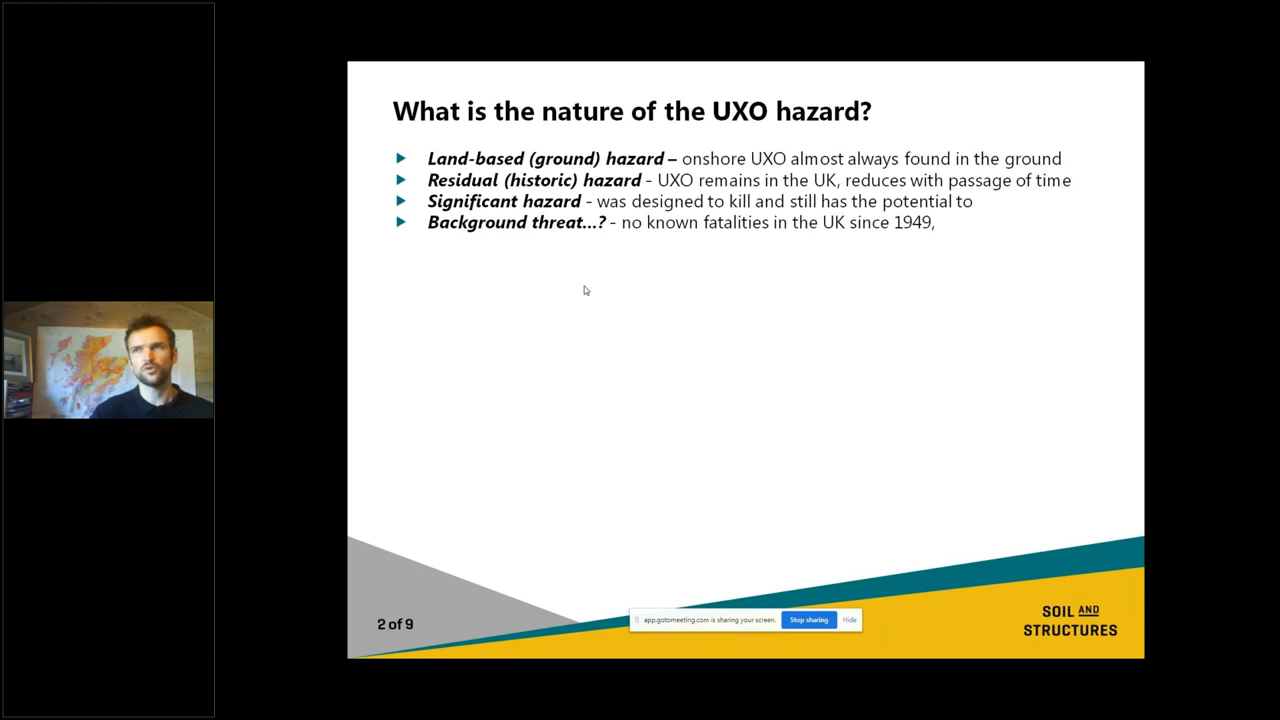 What is the nature of the UXO hazard?
Land-based (ground) hazard – onshore UXO almost always found in the ground
Residual (historic) hazard - UXO remains in the UK, reduces with passage of time
Significant hazard - was designed to kill and still has the potential to
Background threat...? - no known fatalities in the UK since 1949,
2 of 9
app.gotomeeting.com is sharing your screen.
Stop sharing
Hide
SOIL AND
STRUCTURES